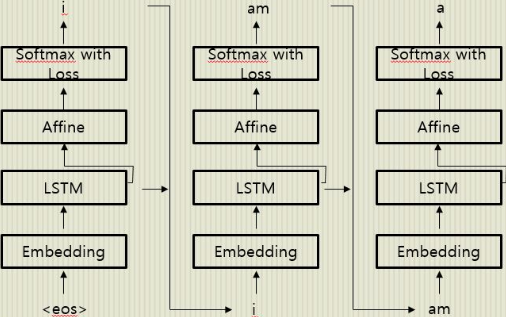 i am a
Softmax with Loss Softmax with Loss Softmax with Loss
Affine Affine Affine
LSTM LSTM LSTM
Embedding Embedding Embedding
<eos> i am